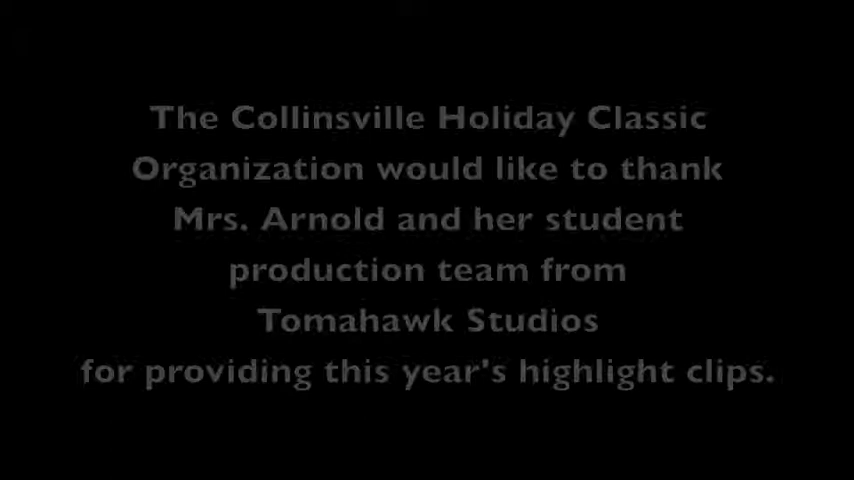 The Collinsville Holiday Classic
Organization would like to thank
Mrs. Arnold and her student
production team from
Tomahawk Studios
for providing this year's highlight clips.